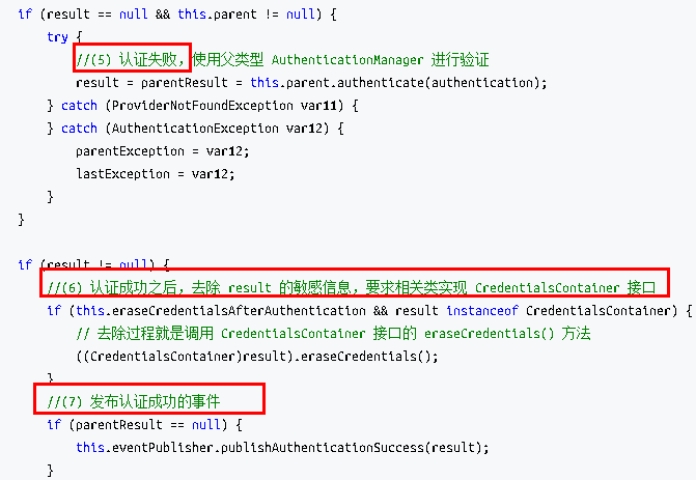 if (result == null && this.parent != null) {
try {
//(5) 认证失败，使用父类型 AuthenticationManager 进行验证
result = parentResult = this.parent.authenticate(authentication);
} catch (ProviderNotFoundException var11) {
} catch (AuthenticationException var12) {
parentException = var12;
lastException = var12;
}
}
if (result != null) {
//(6) 认证成功之后，去除 result 的敏感信息，要求相关类实现 CredentialsContainer 接口
if (this.eraseCredentialsAfterAuthentication && result instanceof CredentialsContainer) {
// 去除过程就是调用 CredentialsContainer 接口的 eraseCredentials() 方法
((CredentialsContainer)result).eraseCredentials();
}
//(7) 发布认证成功的事件
if (parentResult == null) {
this.eventPublisher.publishAuthenticationSuccess(result);
}